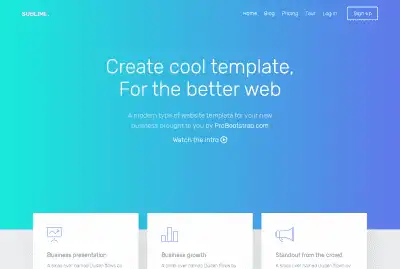 SUBLIME.
Home Blog Pricing Tour Log In Sign Up
Create cool template,
For the better web
A modern type of website template for your new
business brought to you by ProBootstrap.com
Watch the intro
Business presentation
Business growth
Standout from the crowd
A small river named Duden flows by
A small river named Duden flows by
A small river named Duden flows by